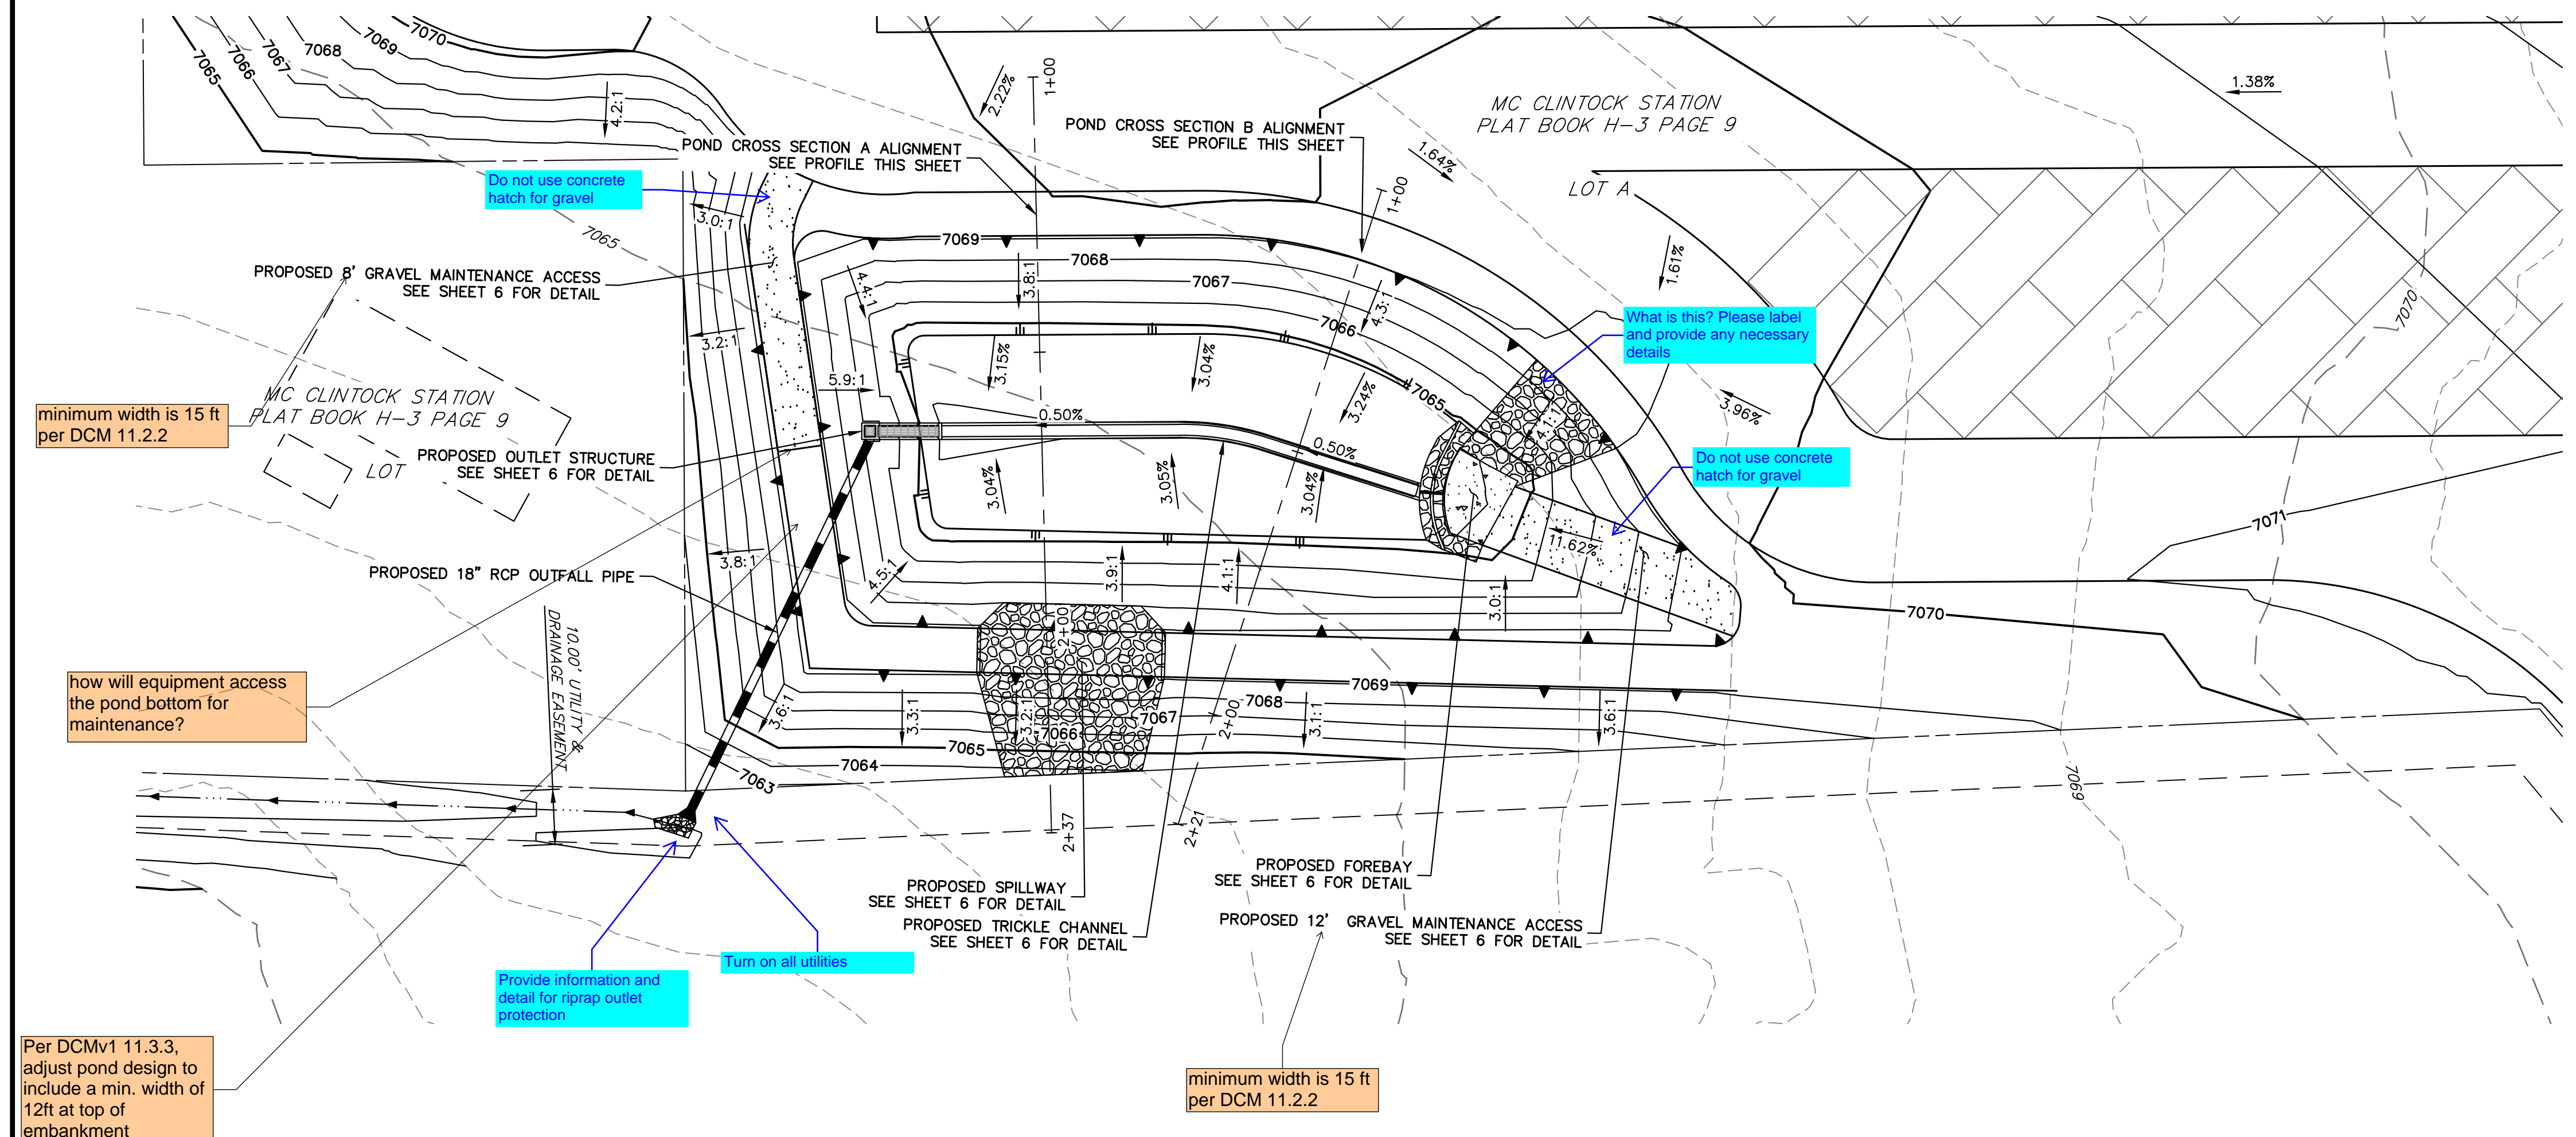 7070
7069
7068
7067
7066
7065
4.2:1
2.22%
1+00
POND CROSS SECTION A ALIGNMENT
SEE PROFILE THIS SHEET
POND CROSS SECTION B ALIGNMENT
SEE PROFILE THIS SHEET
MC CLINTOCK STATION
PLAT BOOK H-3 PAGE 9
1.38%
1.64%
1+00
LOT A
Do not use concrete
hatch for gravel
3.0:1
7065
7069
7068
7067
7066
7065
PROPOSED 8' GRAVEL MAINTENANCE ACCESS
SEE SHEET 6 FOR DETAIL
4.4:1
3.8:1
4.3:1
1.61%
What is this? Please label
and provide any necessary
details
7070
3.2:1
3.15%
3.04%
3.24%
5.9:1
0.50%
0.50%
4.1:1
3.96%
MC CLINTOCK STATION
PLAT BOOK H-3 PAGE 9
LOT
minimum width is 15 ft
per DCM 11.2.2
PROPOSED OUTLET STRUCTURE
SEE SHEET 6 FOR DETAIL
Do not use concrete
hatch for gravel
3.04%
3.05%
3.04%
11.62%
7071
3.8:1
4.5:1
3.9:1
4.1:1
3.0:1
PROPOSED 18" RCP OUTFALL PIPE
7070
10.00' UTILITY &
DRAINAGE EASEMENT
2+00
how will equipment access
the pond bottom for
maintenance?
3.6:1
3.3:1
3.2:1
3.1:1
3.6:1
7069
7068
7067
7066
7065
7064
7063
2+00
7069
2+37
2+21
PROPOSED SPILLWAY
SEE SHEET 6 FOR DETAIL
PROPOSED TRICKLE CHANNEL
SEE SHEET 6 FOR DETAIL
PROPOSED FOREBAY
SEE SHEET 6 FOR DETAIL
PROPOSED 12' GRAVEL MAINTENANCE ACCESS
SEE SHEET 6 FOR DETAIL
Turn on all utilities
Provide information and
detail for riprap outlet
protection
Per DCMv1 11.3.3,
adjust pond design to
include a min. width of
12ft at top of
embankment
minimum width is 15 ft
per DCM 11.2.2